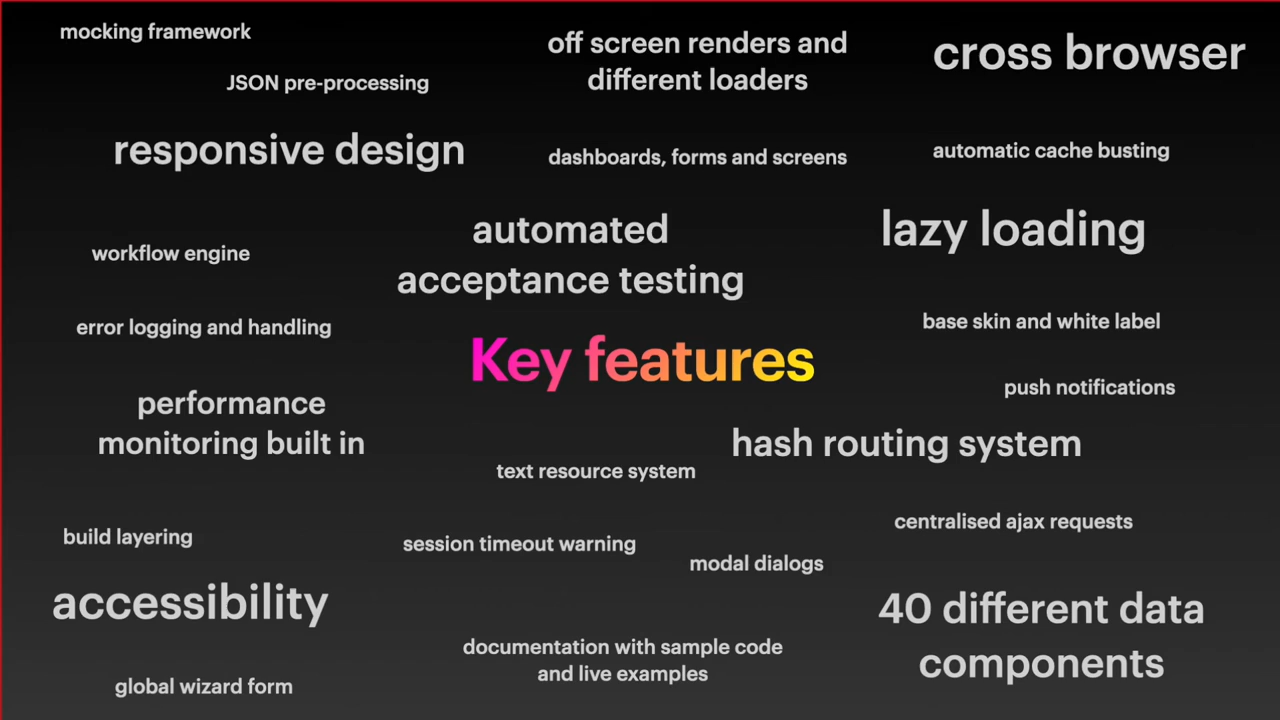 mocking framework
off screen renders and
different loaders
cross browser
JSON pre-processing
responsive design
dashboards, forms and screens
automatic cache busting
automated
acceptance testing
lazy loading
workflow engine
error logging and handling
base skin and white label
Key features
push notifications
performance
monitoring built in
hash routing system
text resource system
centralised ajax requests
build layering
session timeout warning
modal dialogs
accessibility
40 different data
components
documentation with sample code
and live examples
global wizard form